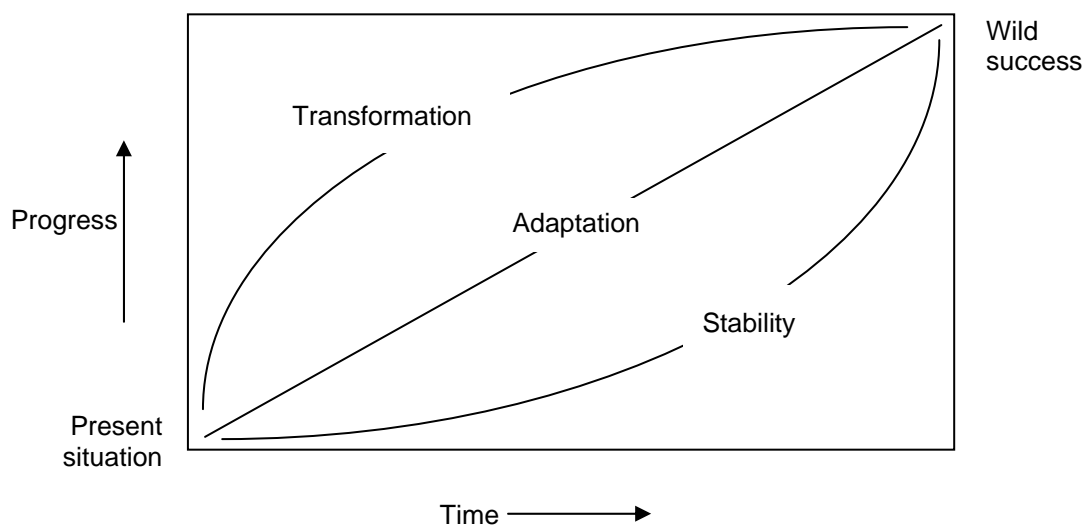 Wild
success
Transformation
Progress
Adaptation
Stability
Present
situation
Time